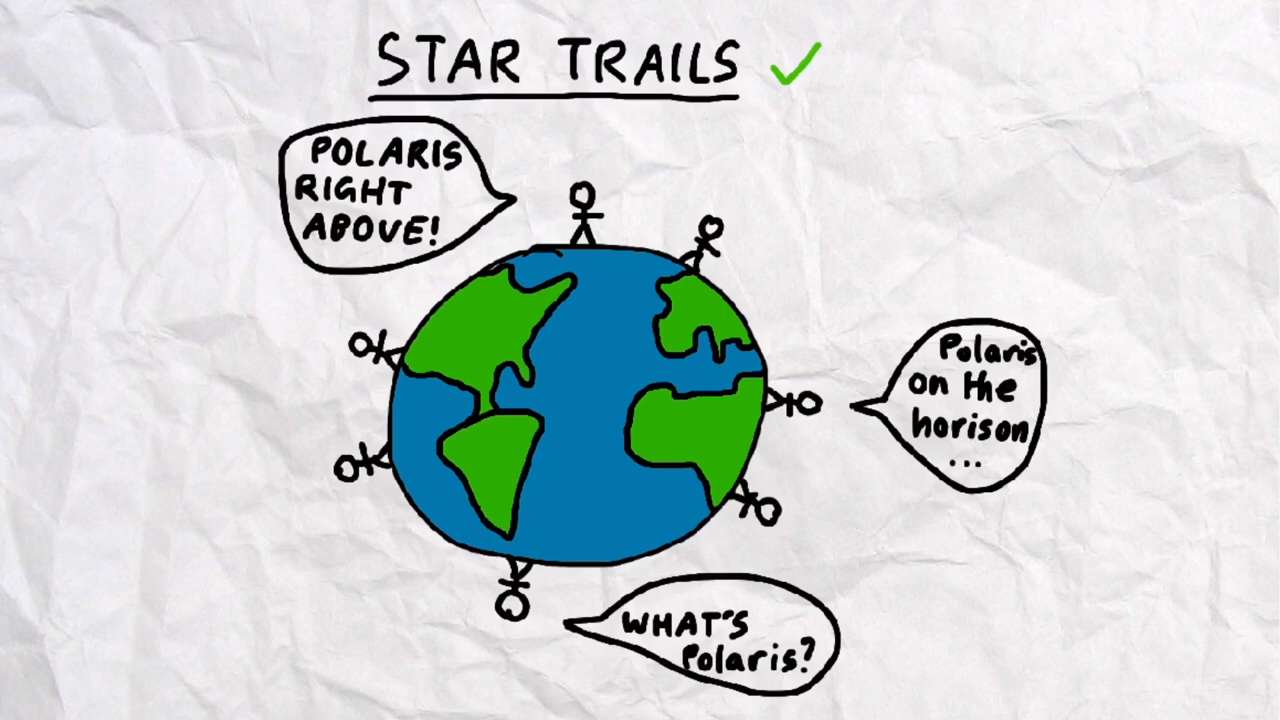 STAR TRAILS
POLARIS
RIGHT
ABOVE!
Polaris
on the
horison
...
WHAT'S
Polaris?